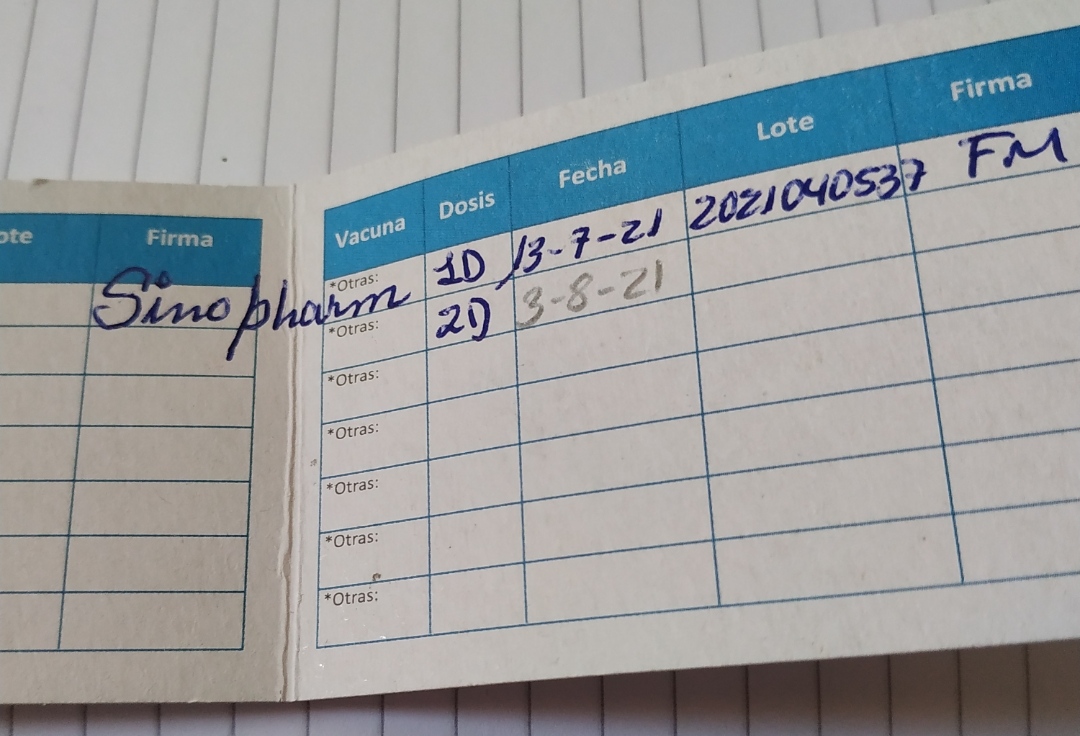 ote Firma
Vacuna Dosis Fecha Lote Firma
Sinopharm
*Otras: 1D 13-7-21 2021040537 FM
*Otras: 2D 3-8-21
*Otras:
*Otras:
*Otras:
*Otras:
*Otras: